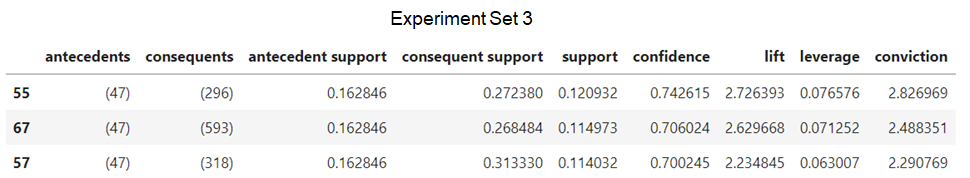 Experiment Set 3
antecedents consequents antecedent support consequent support support confidence lift leverage conviction
55 (47) (296) 0.162846 0.272380 0.120932 0.742615 2.726393 0.076576 2.826969
67 (47) (593) 0.162846 0.268484 0.114973 0.706024 2.629668 0.071252 2.488351
57 (47) (318) 0.162846 0.313330 0.114032 0.700245 2.234845 0.063007 2.290769